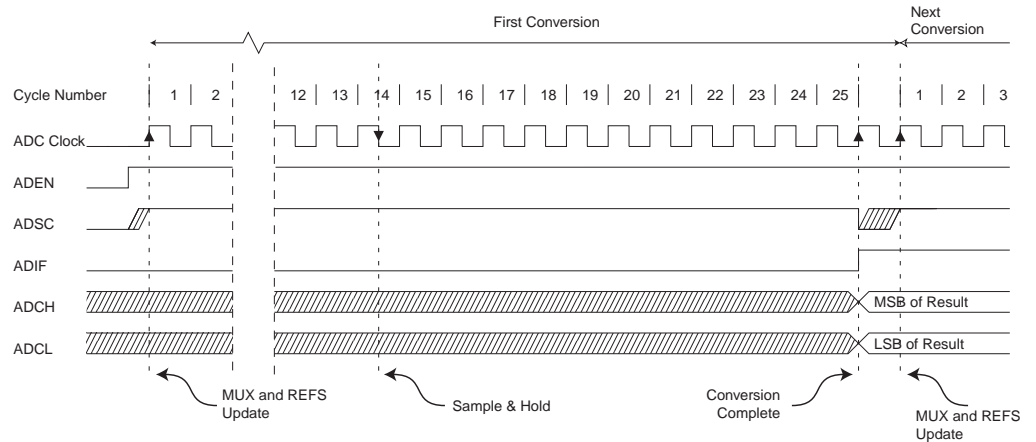 First Conversion
Next
Conversion
Cycle Number 1 2 12 13 14 15 16 17 18 19 20 21 22 23 24 25 1 2 3
ADC Clock
ADEN
ADSC
ADIF
ADCH MSB of Result
ADCL LSB of Result
MUX and REFS
Update
Sample & Hold
Conversion
Complete
MUX and REFS
Update